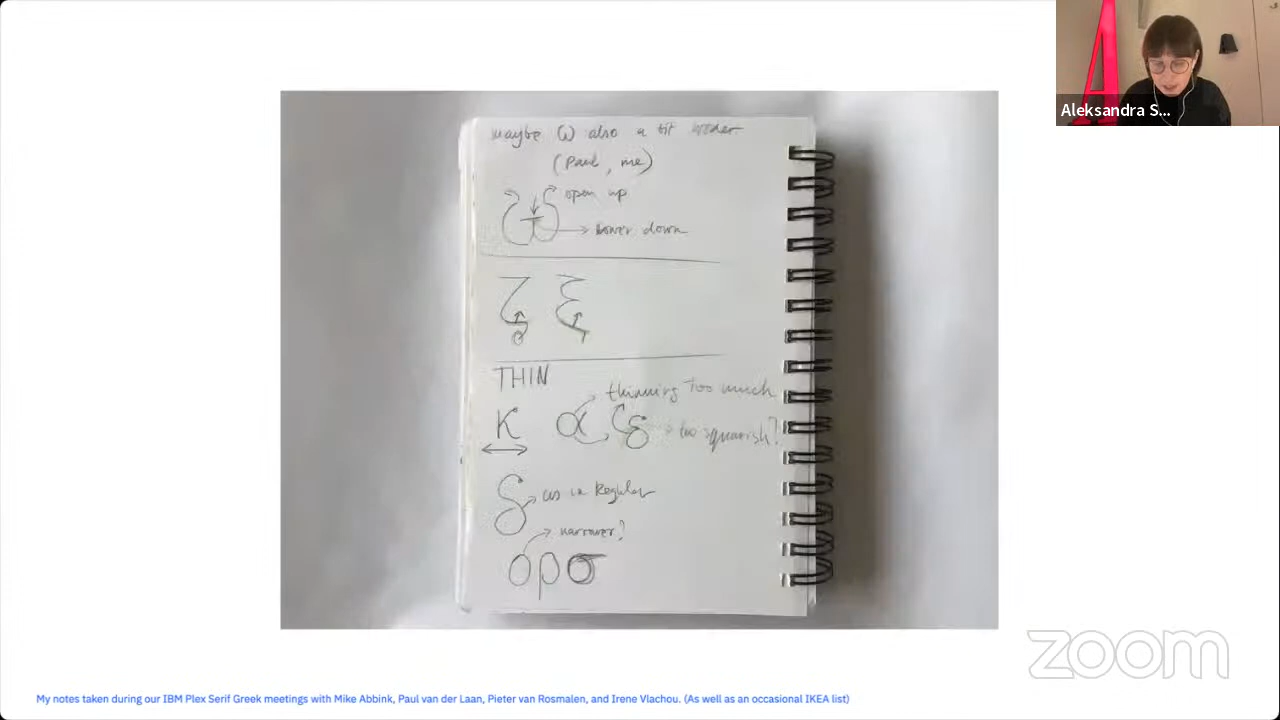 maybe ω also a bit wider
(Paul, me)
open up
lower down
ζ ξ
THIN
thinning too much
κ α ς δ
too squarish?
δ as in Regular
narrower?
ο ρ σ
Aleksandra S...
zoom
My notes taken during our IBM Plex Serif Greek meetings with Mike Abbink, Paul van der Laan, Pieter van Rosmalen, and Irene Vlachou. (As well as an occasional IKEA list)